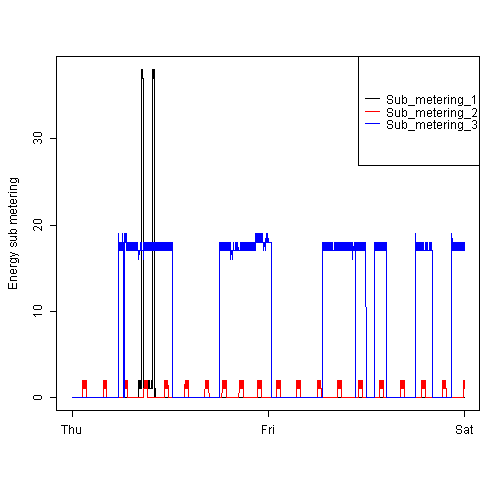 Sub_metering_1
Sub_metering_2
Sub_metering_3
Energy sub metering
30
20
10
0
Thu
Fri
Sat